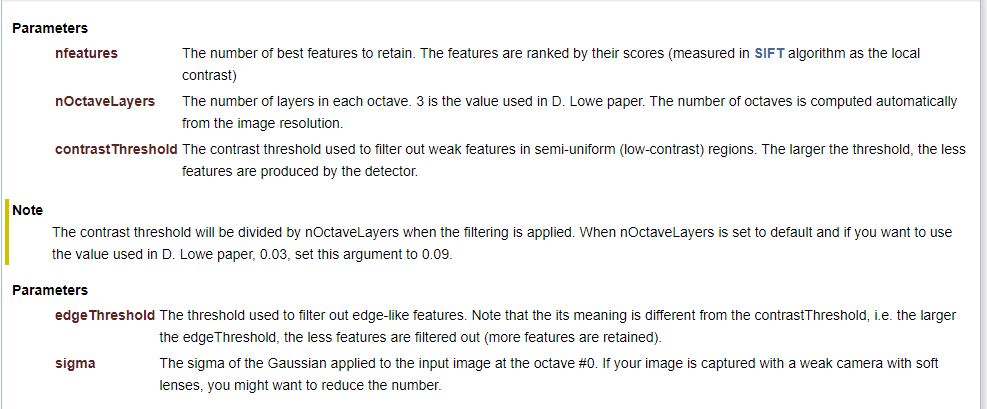 Parameters
nfeatures The number of best features to retain. The features are ranked by their scores (measured in SIFT algorithm as the local
contrast)
nOctaveLayers The number of layers in each octave. 3 is the value used in D. Lowe paper. The number of octaves is computed automatically
from the image resolution.
contrastThreshold The contrast threshold used to filter out weak features in semi-uniform (low-contrast) regions. The larger the threshold, the less
features are produced by the detector.
Note
The contrast threshold will be divided by nOctaveLayers when the filtering is applied. When nOctaveLayers is set to default and if you want to use
the value used in D. Lowe paper, 0.03, set this argument to 0.09.
Parameters
edgeThreshold The threshold used to filter out edge-like features. Note that the its meaning is different from the contrastThreshold, i.e. the larger
the edgeThreshold, the less features are filtered out (more features are retained).
sigma The sigma of the Gaussian applied to the input image at the octave #0. If your image is captured with a weak camera with soft
lenses, you might want to reduce the number.